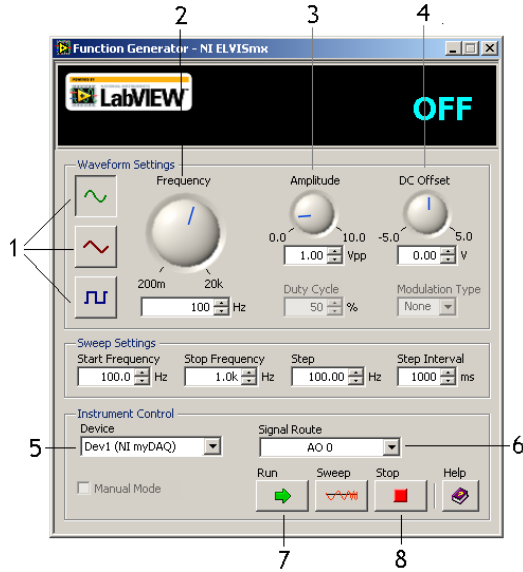 2 3 4
Function Generator - NI ELVISmx
POWERED BY
LabVIEW
OFF
Waveform Settings
Frequency Amplitude DC Offset
1
0.0 10.0 -5.0 5.0
1.00 Vpp 0.00 V
200m 20k
Duty Cycle Modulation Type
100 Hz 50 % None
Sweep Settings
Start Frequency Stop Frequency Step Step Interval
100.0 Hz 1.0k Hz 100.00 Hz 1000 ms
Instrument Control
Device Signal Route
5 Dev1 (NI myDAQ) AO 0 6
Run Sweep Stop Help
Manual Mode
7 8